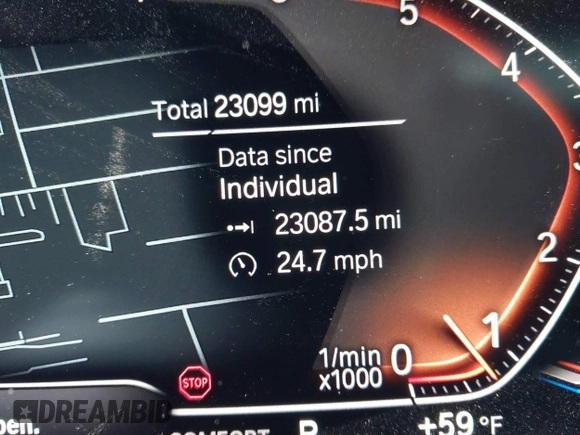 5
4
3
2
1
Total 23099 mi
Data since
Individual
23087.5 mi
24.7 mph
1/min
x1000
0
STOP
DREAMBID
COMFORT
+59 °F